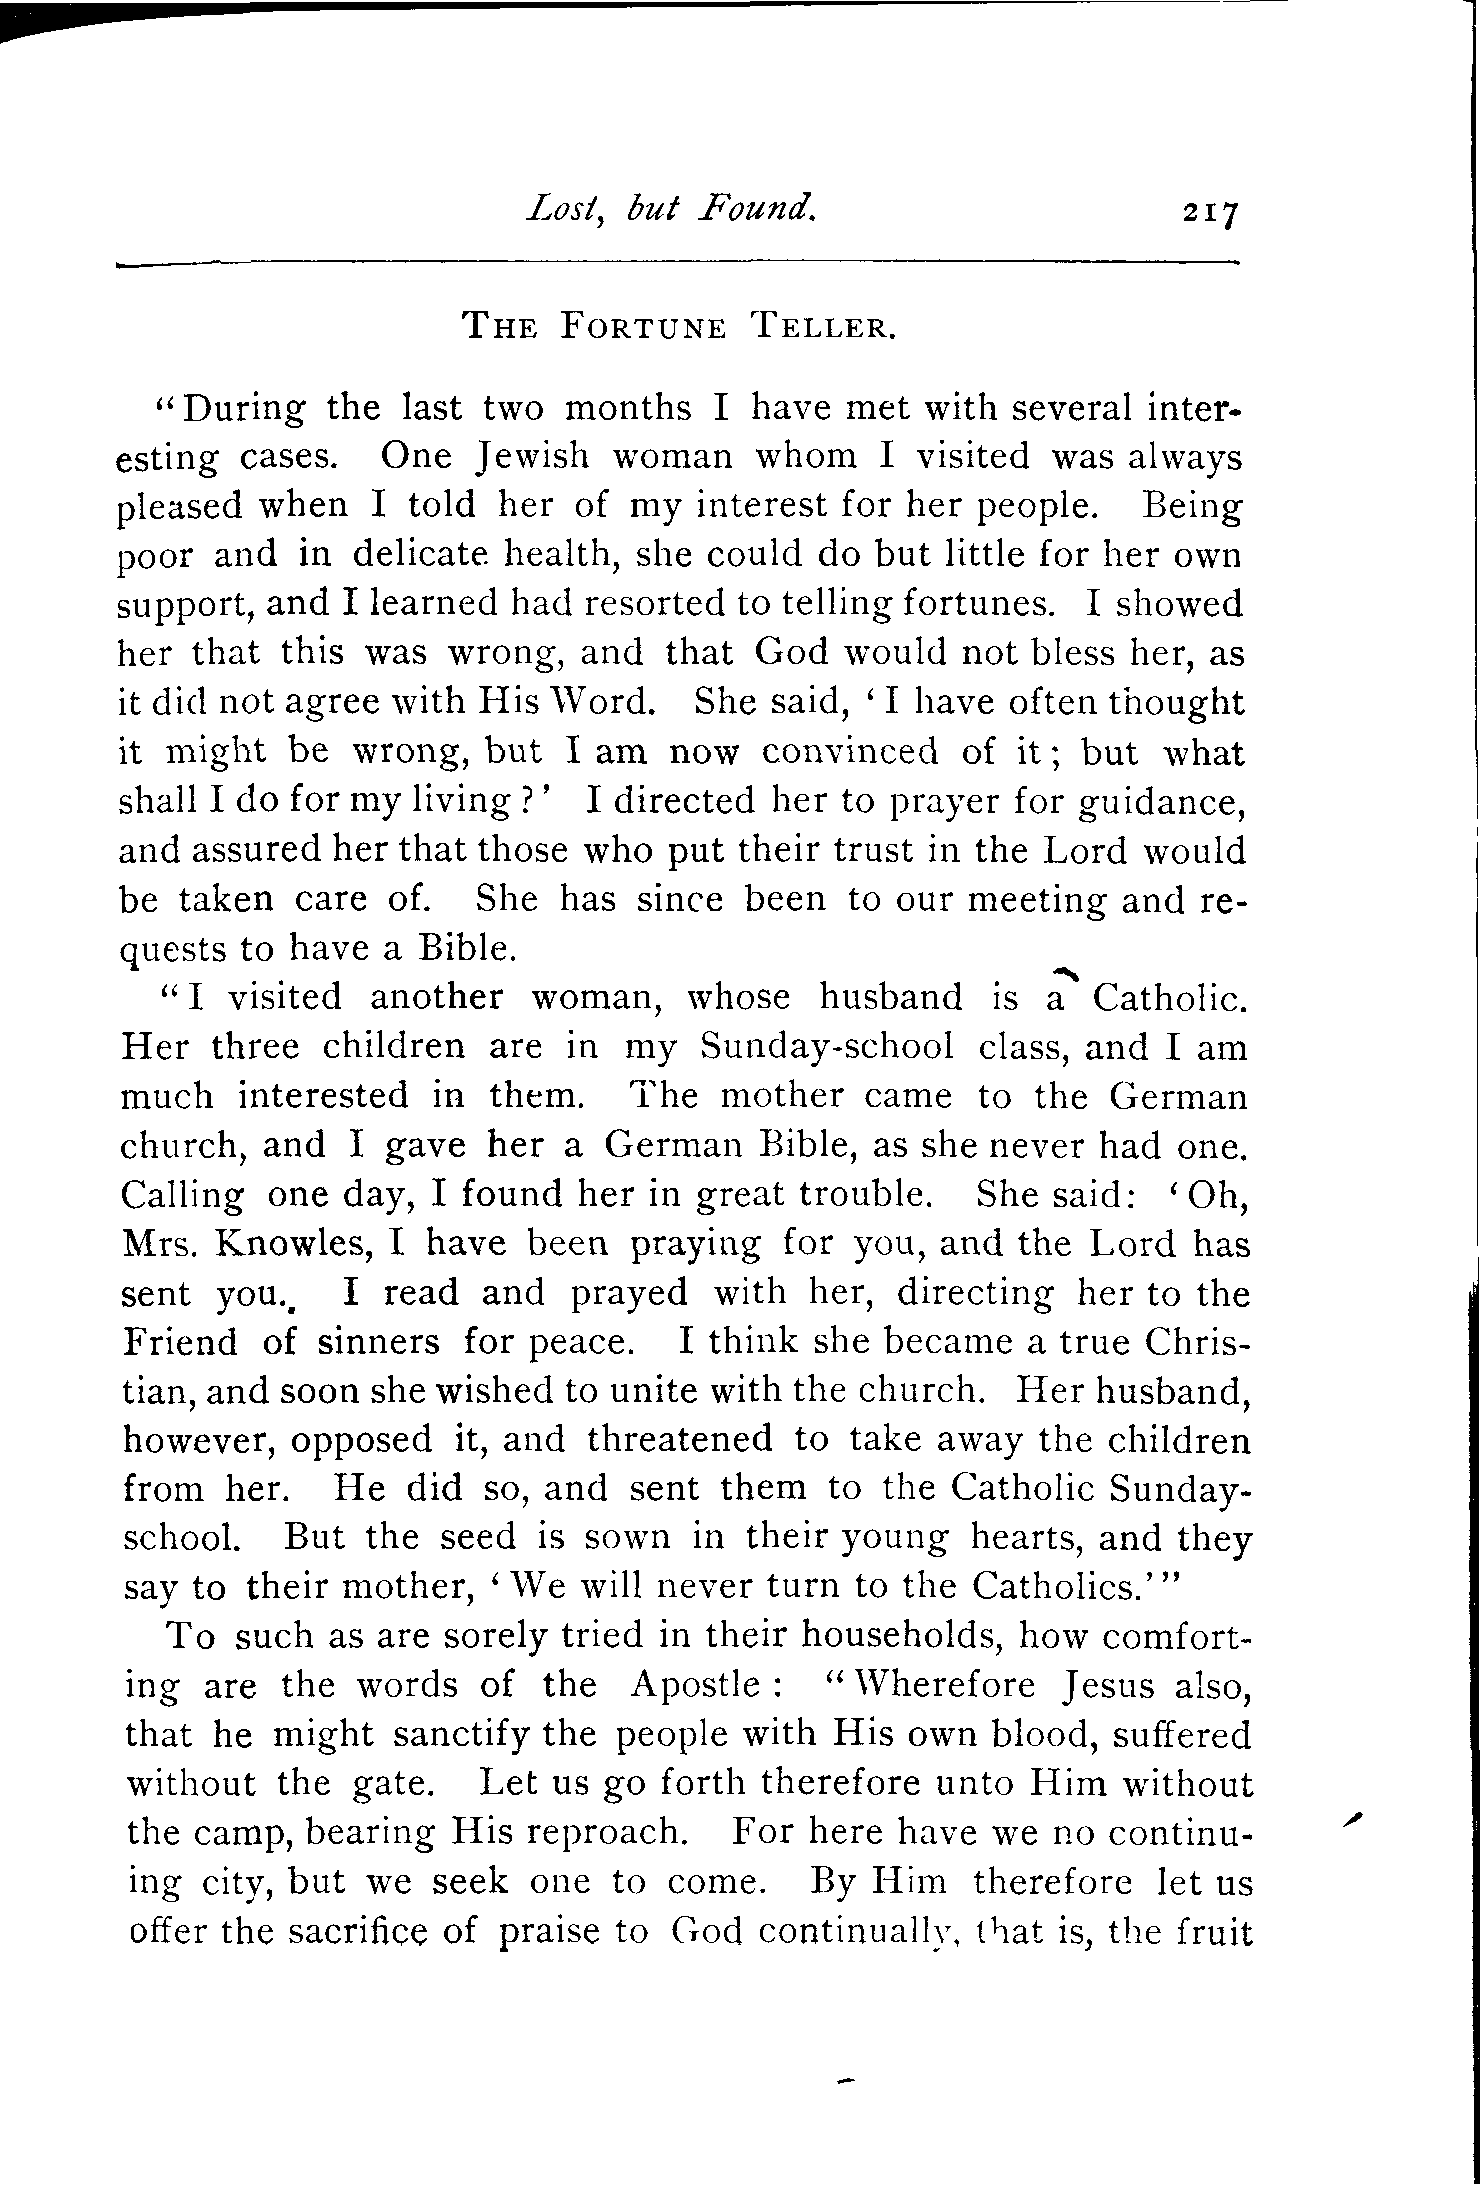 Lost, but Found. 217
THE FORTUNE TELLER.
“During the last two months I have met with several inter-
esting cases. One Jewish woman whom I visited was always
pleased when I told her of my interest for her people. Being
poor and in delicate health, she could do but little for her own
support, and I learned had resorted to telling fortunes. I showed
her that this was wrong, and that God would not bless her, as
it did not agree with His Word. She said, ‘I have often thought
it might be wrong, but I am now convinced of it; but what
shall I do for my living?’ I directed her to prayer for guidance,
and assured her that those who put their trust in the Lord would
be taken care of. She has since been to our meeting and re-
quests to have a Bible.
“I visited another woman, whose husband is a Catholic.
Her three children are in my Sunday-school class, and I am
much interested in them. The mother came to the German
church, and I gave her a German Bible, as she never had one.
Calling one day, I found her in great trouble. She said: ‘Oh,
Mrs. Knowles, I have been praying for you, and the Lord has
sent you.. I read and prayed with her, directing her to the
Friend of sinners for peace. I think she became a true Chris-
tian, and soon she wished to unite with the church. Her husband,
however, opposed it, and threatened to take away the children
from her. He did so, and sent them to the Catholic Sunday-
school. But the seed is sown in their young hearts, and they
say to their mother, ‘We will never turn to the Catholics.’”
To such as are sorely tried in their households, how comfort-
ing are the words of the Apostle: “Wherefore Jesus also,
that he might sanctify the people with His own blood, suffered
without the gate. Let us go forth therefore unto Him without
the camp, bearing His reproach. For here have we no continu-
ing city, but we seek one to come. By Him therefore let us
offer the sacrifice of praise to God continually, that is, the fruit